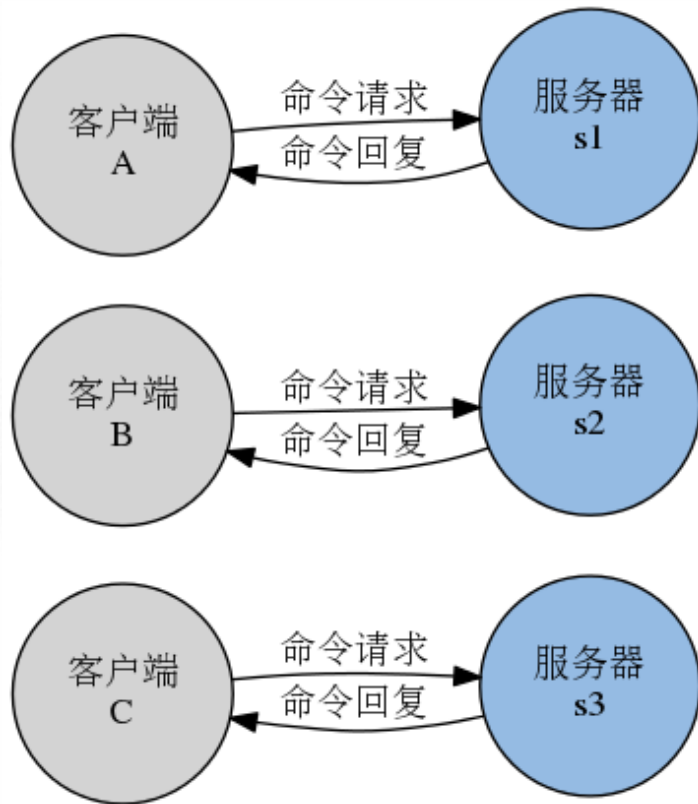 客户端
A
命令请求
命令回复
服务器
s1
客户端
B
命令请求
命令回复
服务器
s2
客户端
C
命令请求
命令回复
服务器
s3